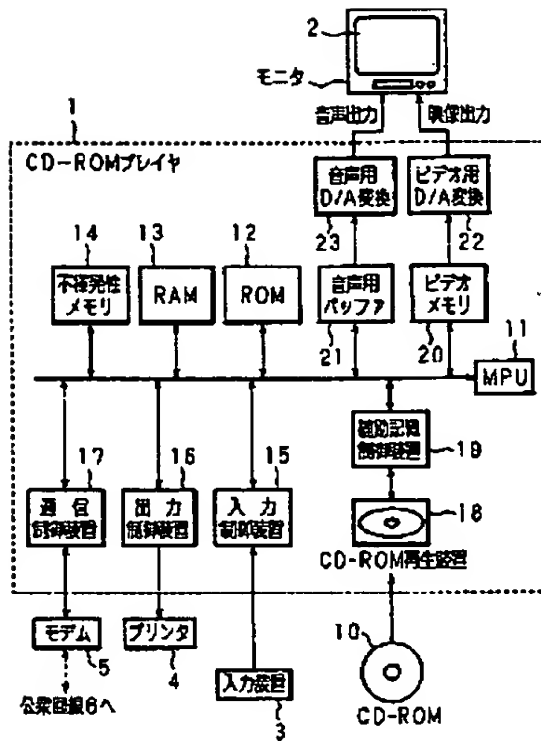 2
モニタ
音声出力
映像出力
1
CD-ROMプレイヤ
音声用
D/A変換
ビデオ用
D/A変換
23
22
14
13
12
不揮発性
メモリ
RAM
ROM
音声用
バッファ
ビデオ
メモリ
21
20
11
MPU
補助記憶
制御装置
19
17
16
15
通信
制御装置
出力
制御装置
入力
制御装置
18
CD-ROM再生装置
モデム
プリンタ
10
5
4
公衆回線6へ
入力装置
3
CD-ROM